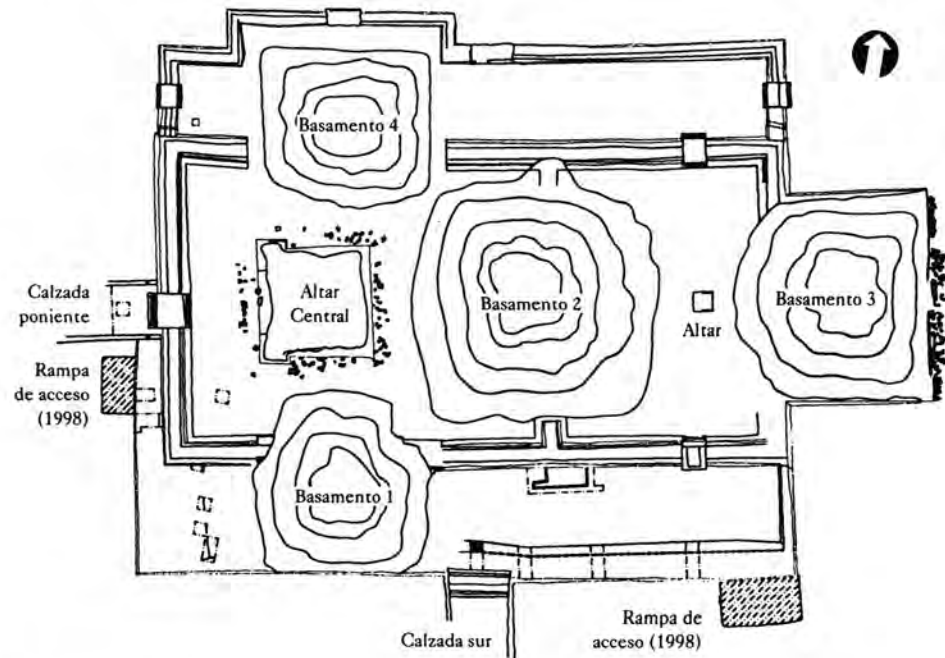 Basamento 4
Calzada
poniente
Altar
Central
Basamento 2
Altar
Basamento 3
Rampa
de acceso
(1998)
Basamento 1
Calzada sur
Rampa de
acceso (1998)